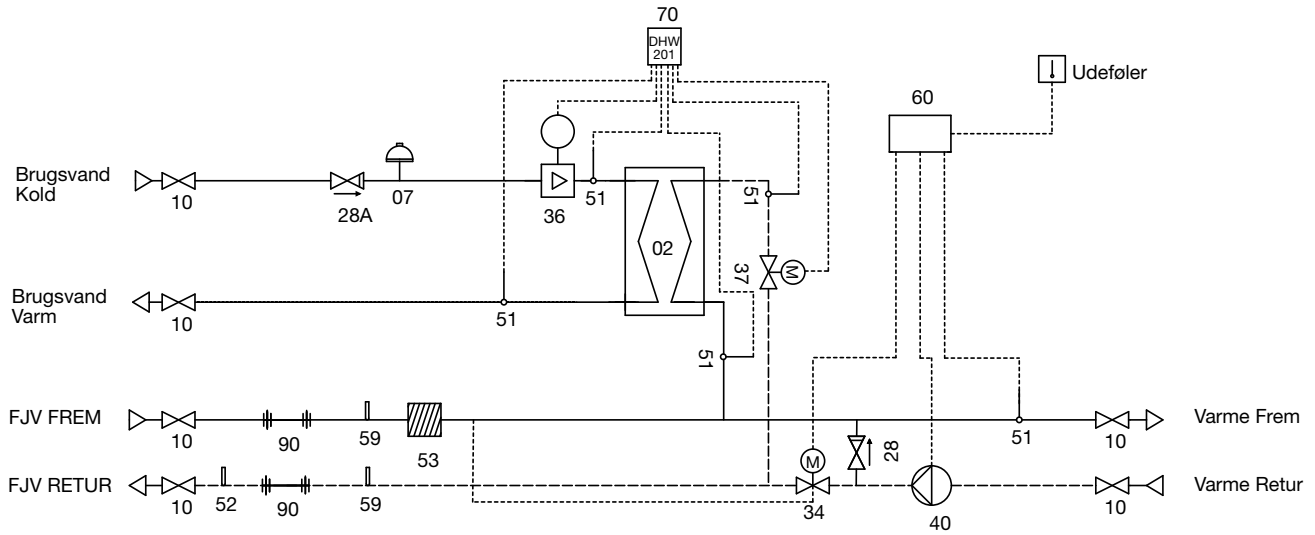 70
DHW
201
Udeføler
60
Brugsvand
Kold
10
28A
07
36
51
51
02
37
M
Brugsvand
Varm
10
51
51
FJV FREM
10
90
59
53
28
51
10
Varme Frem
M
FJV RETUR
10
52
90
59
34
40
10
Varme Retur